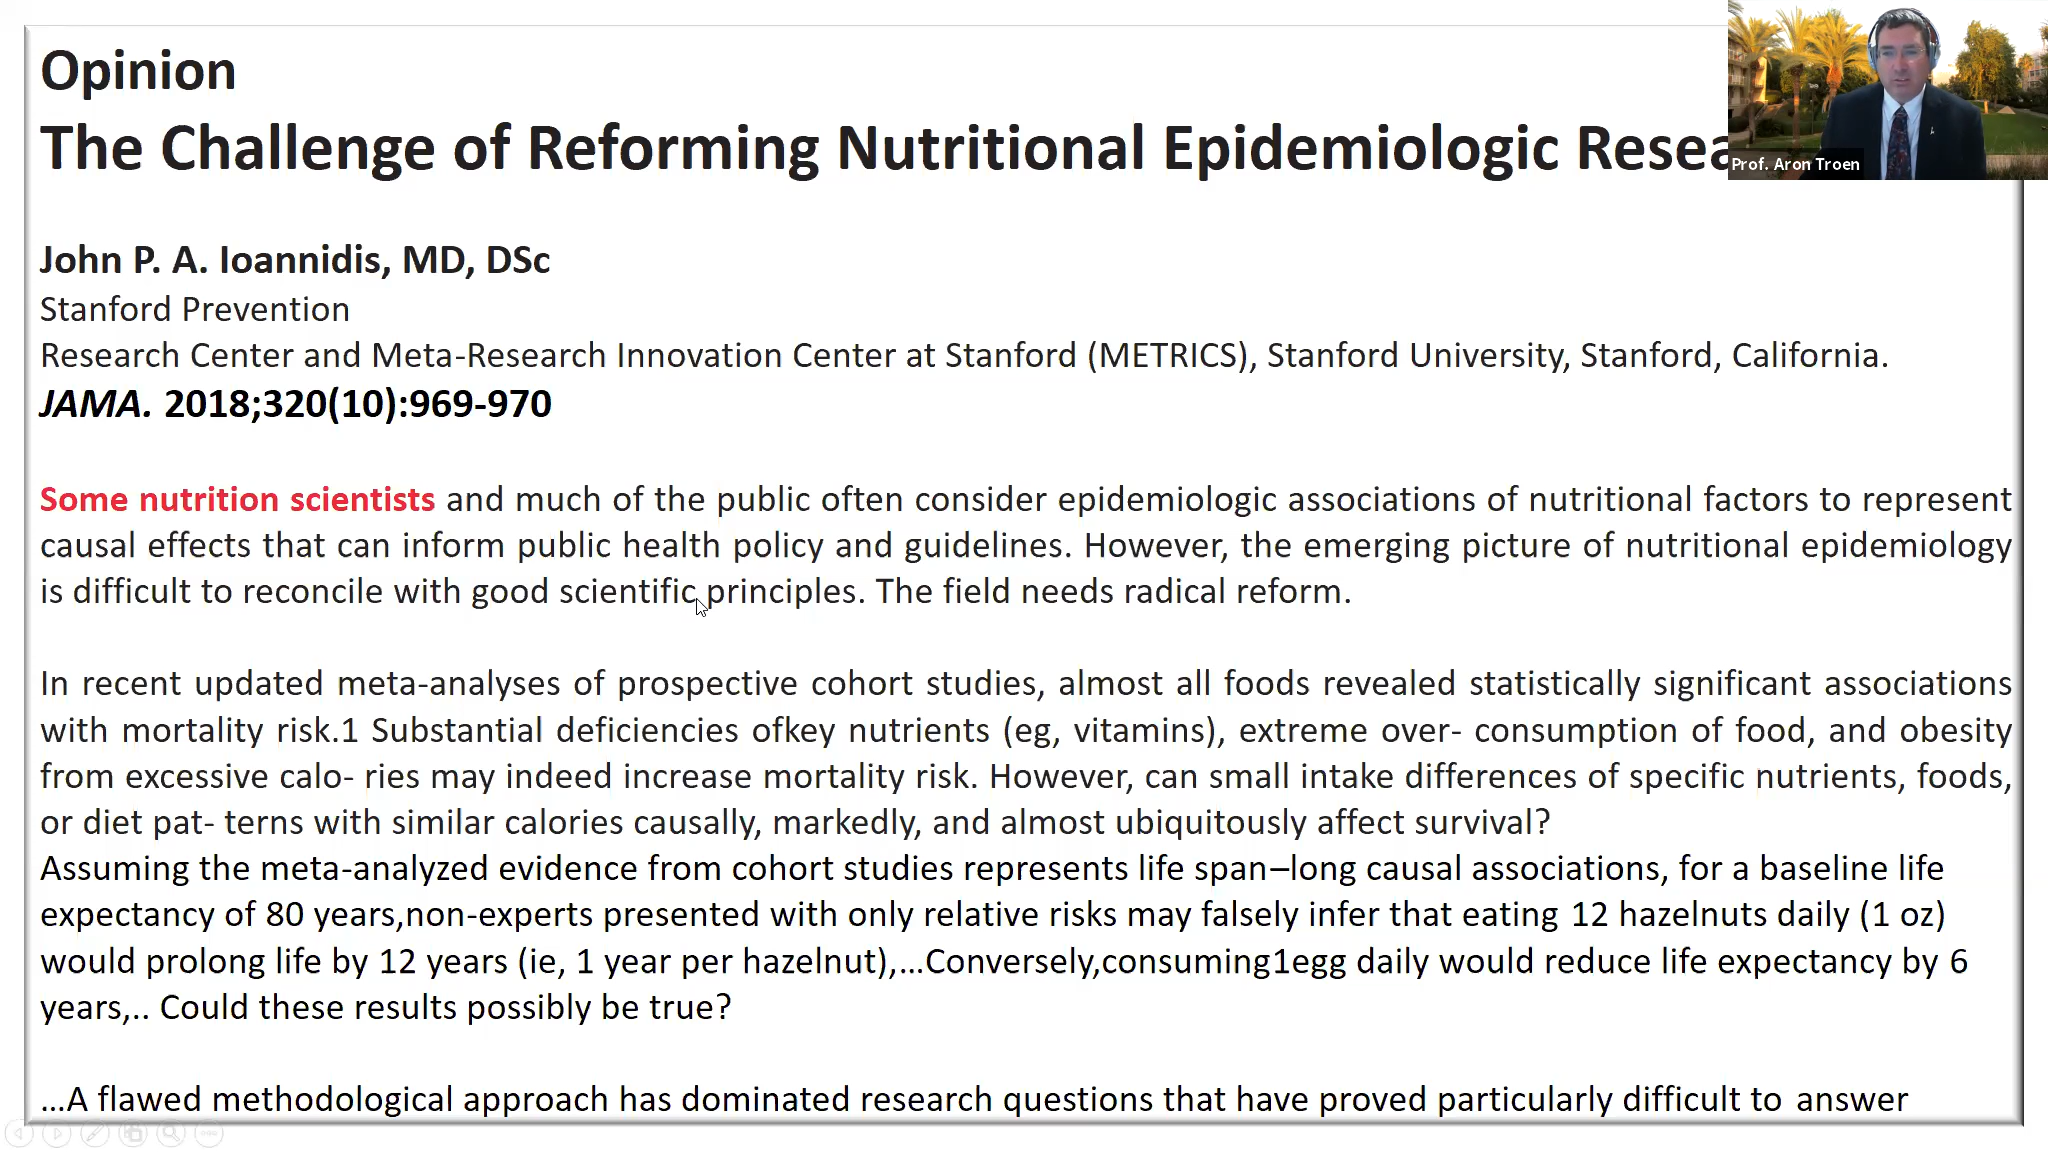 Opinion
The Challenge of Reforming Nutritional Epidemiologic Resea
Prof. Aron Troen
John P. A. Ioannidis, MD, DSc
Stanford Prevention
Research Center and Meta-Research Innovation Center at Stanford (METRICS), Stanford University, Stanford, California.
JAMA. 2018;320(10):969-970
Some nutrition scientists and much of the public often consider epidemiologic associations of nutritional factors to represent
causal effects that can inform public health policy and guidelines. However, the emerging picture of nutritional epidemiology
is difficult to reconcile with good scientific principles. The field needs radical reform.
In recent updated meta-analyses of prospective cohort studies, almost all foods revealed statistically significant associations
with mortality risk.1 Substantial deficiencies ofkey nutrients (eg, vitamins), extreme over- consumption of food, and obesity
from excessive calo- ries may indeed increase mortality risk. However, can small intake differences of specific nutrients, foods,
or diet pat- terns with similar calories causally, markedly, and almost ubiquitously affect survival?
Assuming the meta-analyzed evidence from cohort studies represents life span–long causal associations, for a baseline life
expectancy of 80 years,non-experts presented with only relative risks may falsely infer that eating 12 hazelnuts daily (1 oz)
would prolong life by 12 years (ie, 1 year per hazelnut),...Conversely,consuming1egg daily would reduce life expectancy by 6
years,.. Could these results possibly be true?
...A flawed methodological approach has dominated research questions that have proved particularly difficult to answer